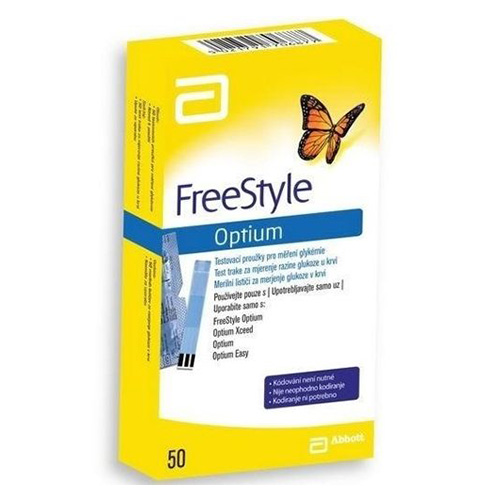 FreeStyle
Optium
Testovací proužky pro měření glykémie
Test trake za mjerenje razine glukoze u krvi
Merilni lističi za merjenje glukoze v krvi
Používejte pouze s | Upotrebljavajte samo uz |
Uporabite samo s:
FreeStyle Optium
Optium Xceed
Optium
Optium Easy
• Kódování není nutné
• Nije neophodno kodiranje
• Kodiranje ni potrebno
50
Abbott